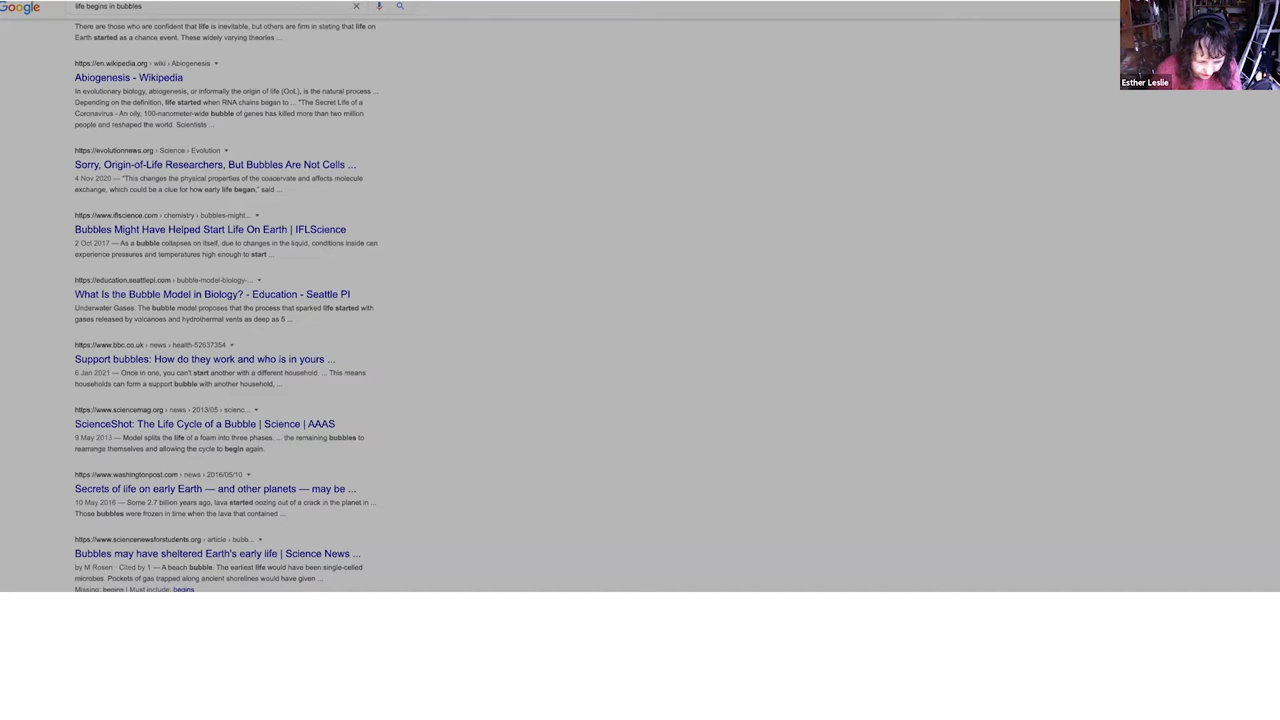 Google
life begins in bubbles
There are those who are confident that life is inevitable, but others are firm in stating that life on
Earth started as a chance event. These widely varying theories ...
https://en.wikipedia.org › wiki › Abiogenesis
Abiogenesis - Wikipedia
In evolutionary biology, abiogenesis, or informally the origin of life (OoL), is the natural process ...
Depending on the definition, life started when RNA chains began to ... "The Secret Life of a
Coronavirus - An oily, 100-nanometer-wide bubble of genes has killed more than two million
people and reshaped the world. Scientists ...
https://evolutionnews.org › Science › Evolution
Sorry, Origin-of-Life Researchers, But Bubbles Are Not Cells ...
4 Nov 2020 — "This changes the physical properties of the coacervate and affects molecule
exchange, which could be a clue for how early life began," said ...
https://www.iflscience.com › chemistry › bubbles-might...
Bubbles Might Have Helped Start Life On Earth | IFLScience
2 Oct 2017 — As a bubble collapses on itself, due to changes in the liquid, conditions inside can
experience pressures and temperatures high enough to start ...
https://education.seattlepi.com › bubble-model-biology-...
What Is the Bubble Model in Biology? - Education - Seattle PI
Underwater Gases. The bubble model proposes that the process that sparked life started with
gases released by volcanoes and hydrothermal vents as deep as 5 ...
https://www.bbc.co.uk › news › health-52637354
Support bubbles: How do they work and who is in yours ...
6 Jan 2021 — Once in one, you can't start another with a different household. ... This means
households can form a support bubble with another household, ...
https://www.sciencemag.org › news › 2013/05 › scienc...
ScienceShot: The Life Cycle of a Bubble | Science | AAAS
9 May 2013 — Model splits the life of a foam into three phases. ... the remaining bubbles to
rearrange themselves and allowing the cycle to begin again.
https://www.washingtonpost.com › news › 2016/05/10
Secrets of life on early Earth — and other planets — may be ...
10 May 2016 — Some 2.7 billion years ago, lava started oozing out of a crack in the planet in ...
Those bubbles were frozen in time when the lava that contained ...
https://www.sciencenewsforstudents.org › article › bubb...
Bubbles may have sheltered Earth's early life | Science News ...
by M Rosen · Cited by 1 — A beach bubble. The earliest life would have been single-celled
microbes. Pockets of gas trapped along ancient shorelines would have given ...
Missing: begins | Must include: begins
Esther Leslie